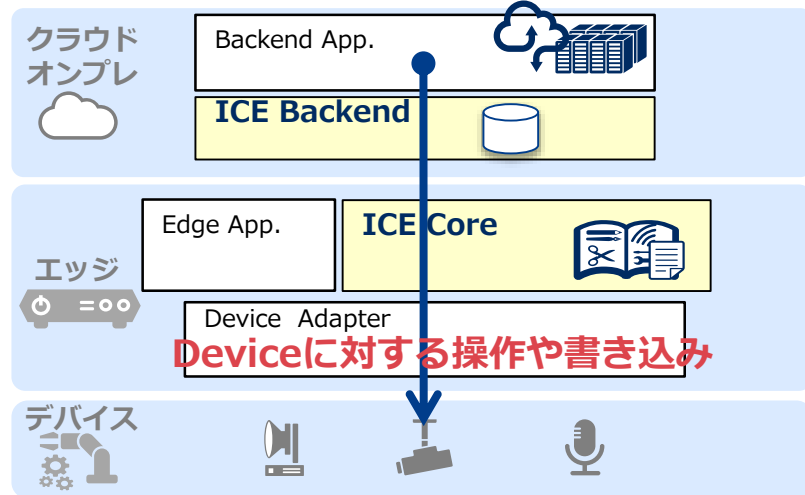 クラウド
オンプレ
Backend App.
ICE Backend
エッジ
Edge App.
ICE Core
Device Adapter
Deviceに対する操作や書き込み
デバイス